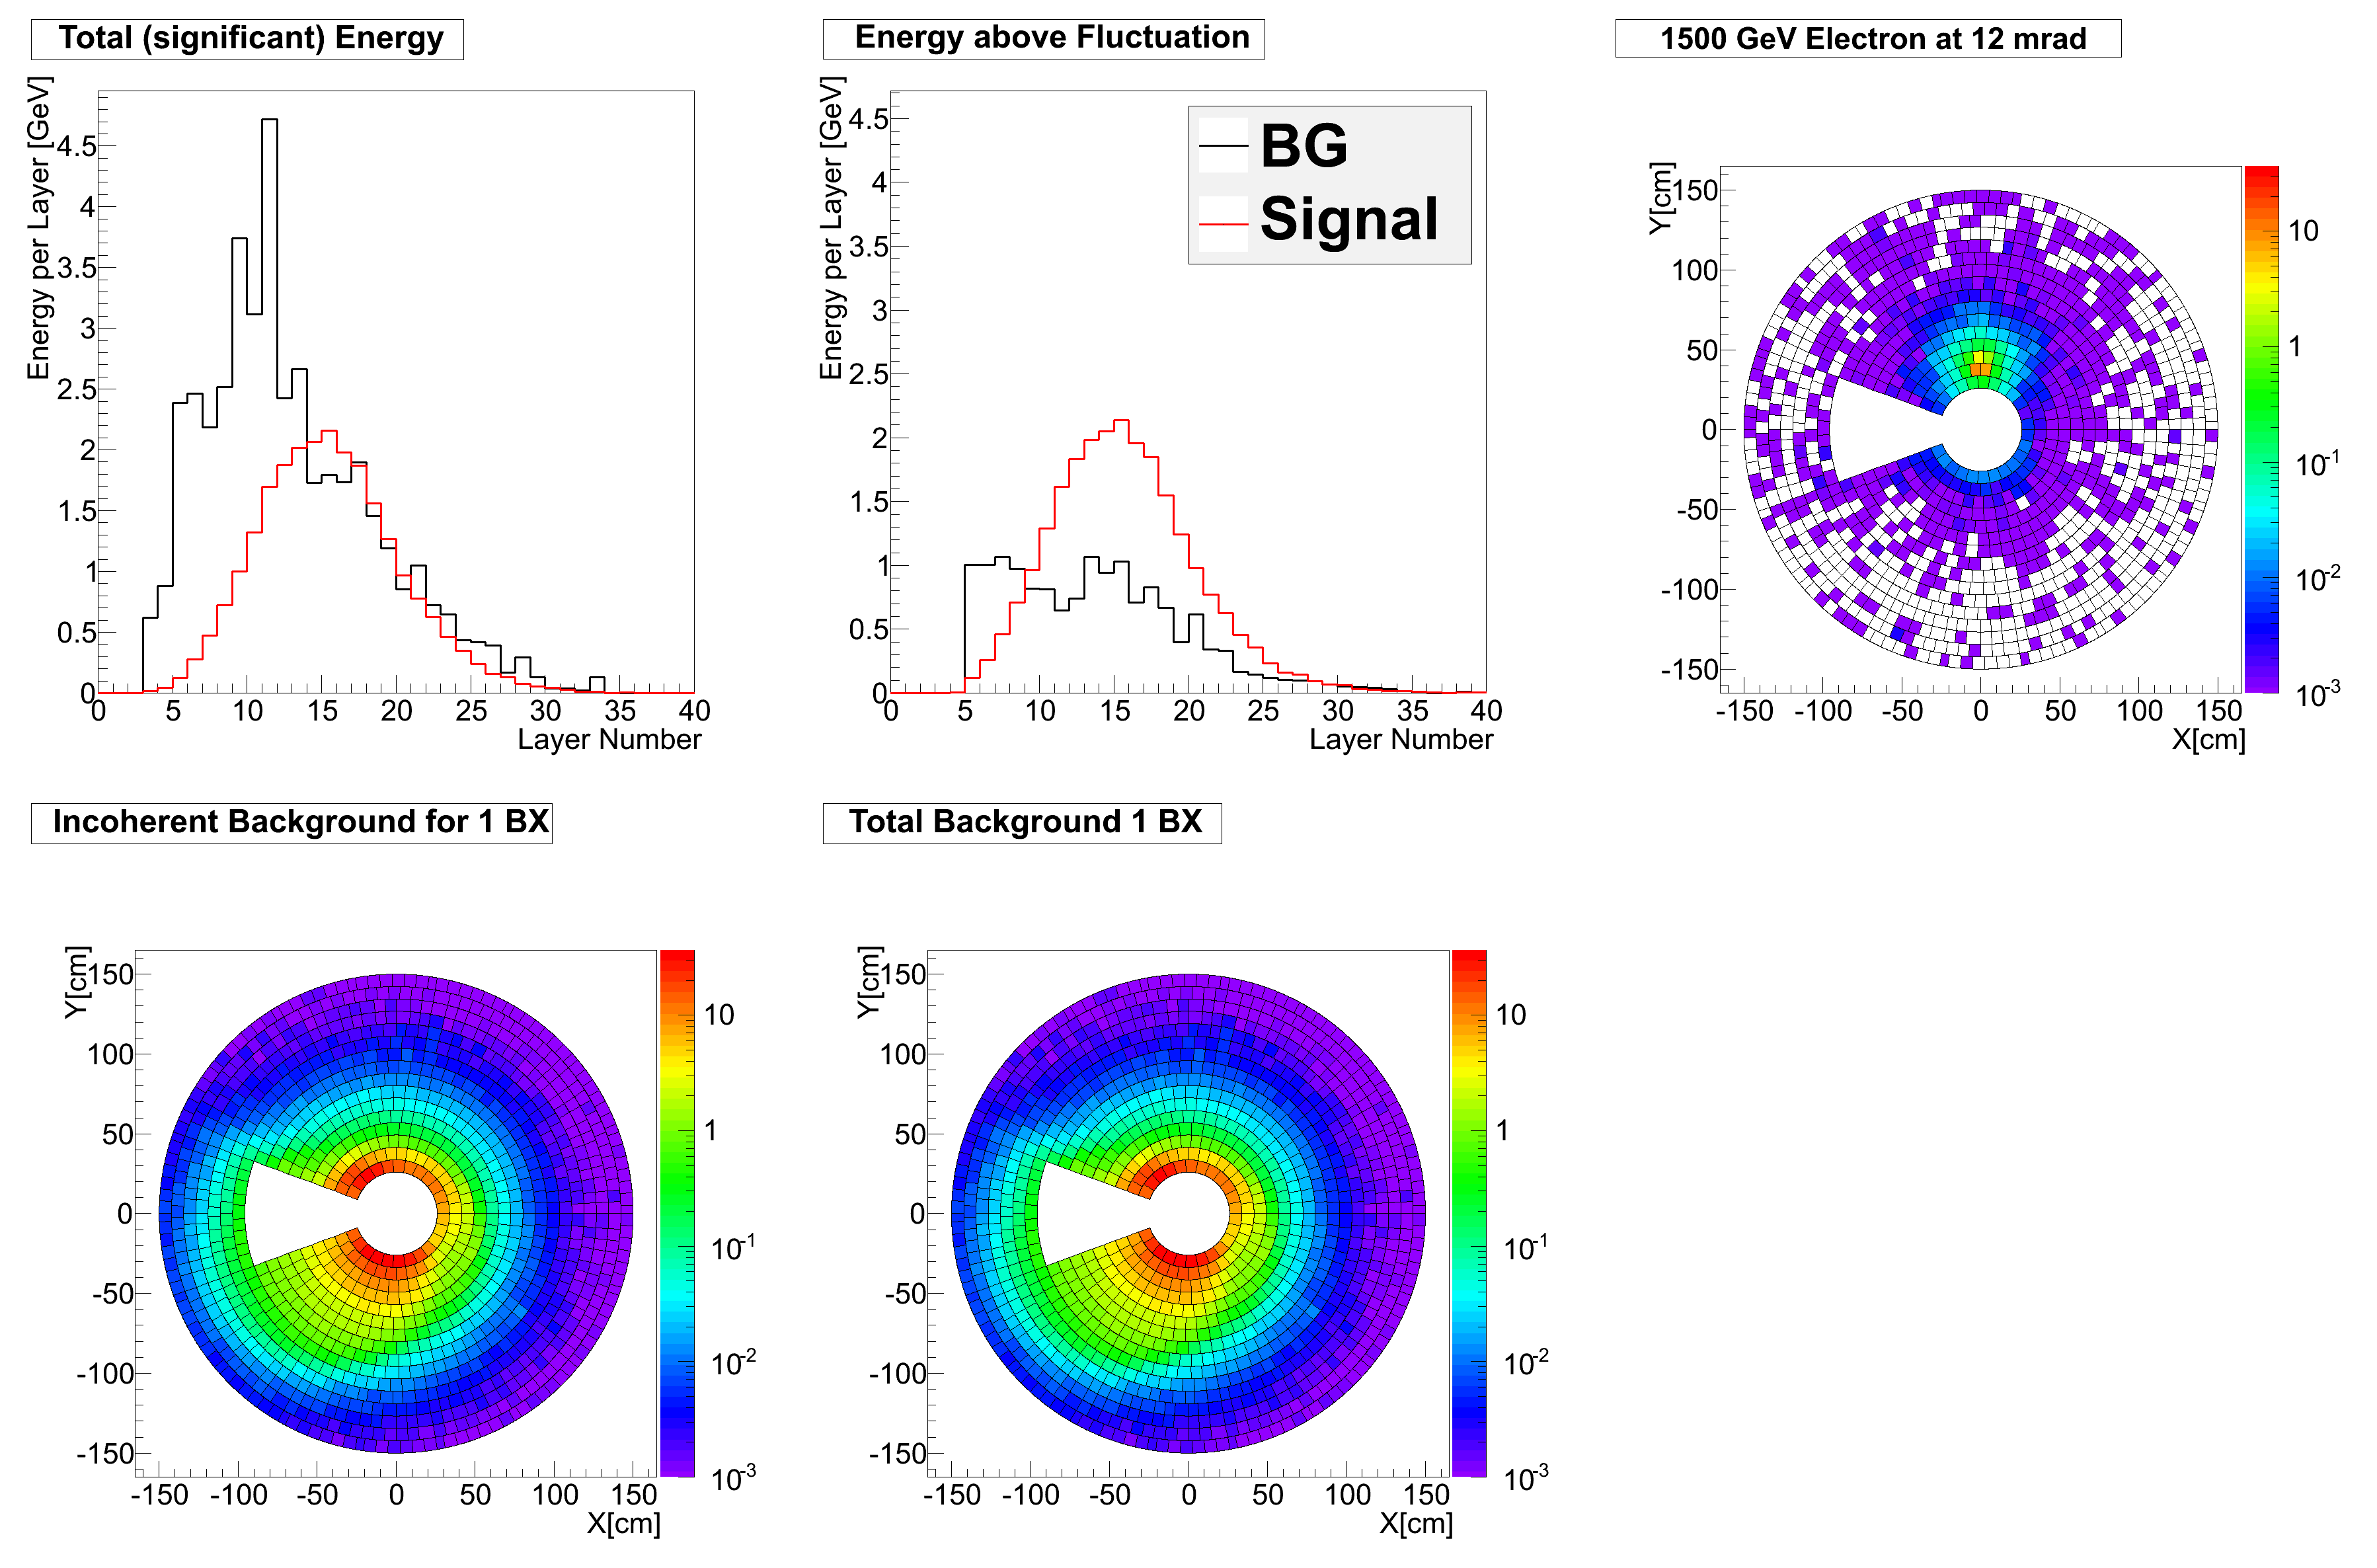 Total (significant) Energy
Energy per Layer [GeV]
4.5
4
3.5
3
2.5
2
1.5
1
0.5
0
0 5 10 15 20 25 30 35 40
Layer Number
Energy above Fluctuation
Energy per Layer [GeV]
4.5
4
3.5
3
2.5
2
1.5
1
0.5
0
BG
Signal
0 5 10 15 20 25 30 35 40
Layer Number
1500 GeV Electron at 12 mrad
Y[cm]
150
100
50
0
-50
-100
-150
10
1
10-1
10-2
10-3
-150 -100 -50 0 50 100 150
X[cm]
Incoherent Background for 1 BX
Y[cm]
150
100
50
0
-50
-100
-150
10
1
10-1
10-2
10-3
-150 -100 -50 0 50 100 150
X[cm]
Total Background 1 BX
Y[cm]
150
100
50
0
-50
-100
-150
10
1
10-1
10-2
10-3
-150 -100 -50 0 50 100 150
X[cm]